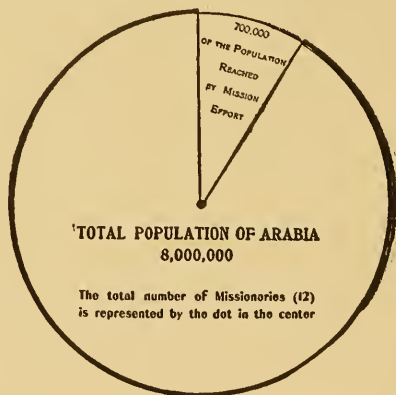 700,000
OF THE POPULATION
REACHED
BY MISSION
EFFORT
TOTAL POPULATION OF ARABIA
8,000,000
The total number of Missionaries (12)
is represented by the dot in the center